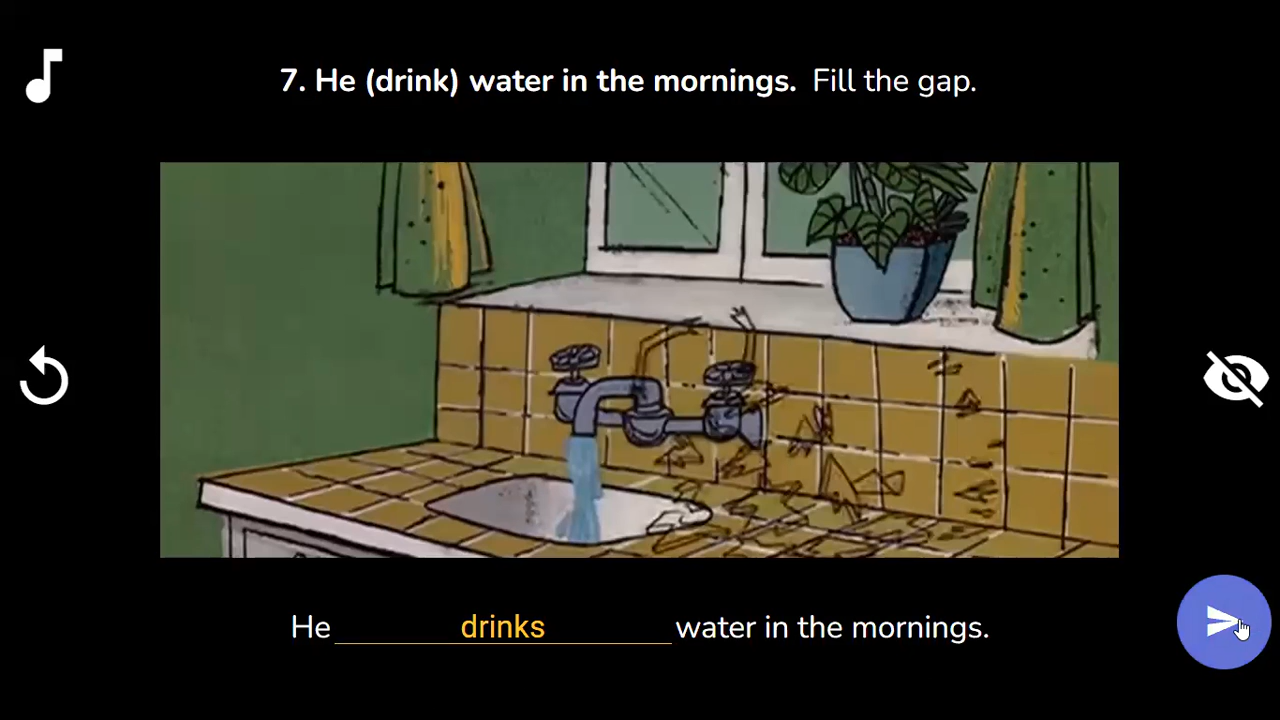 7. He (drink) water in the mornings. Fill the gap.
He drinks water in the mornings.